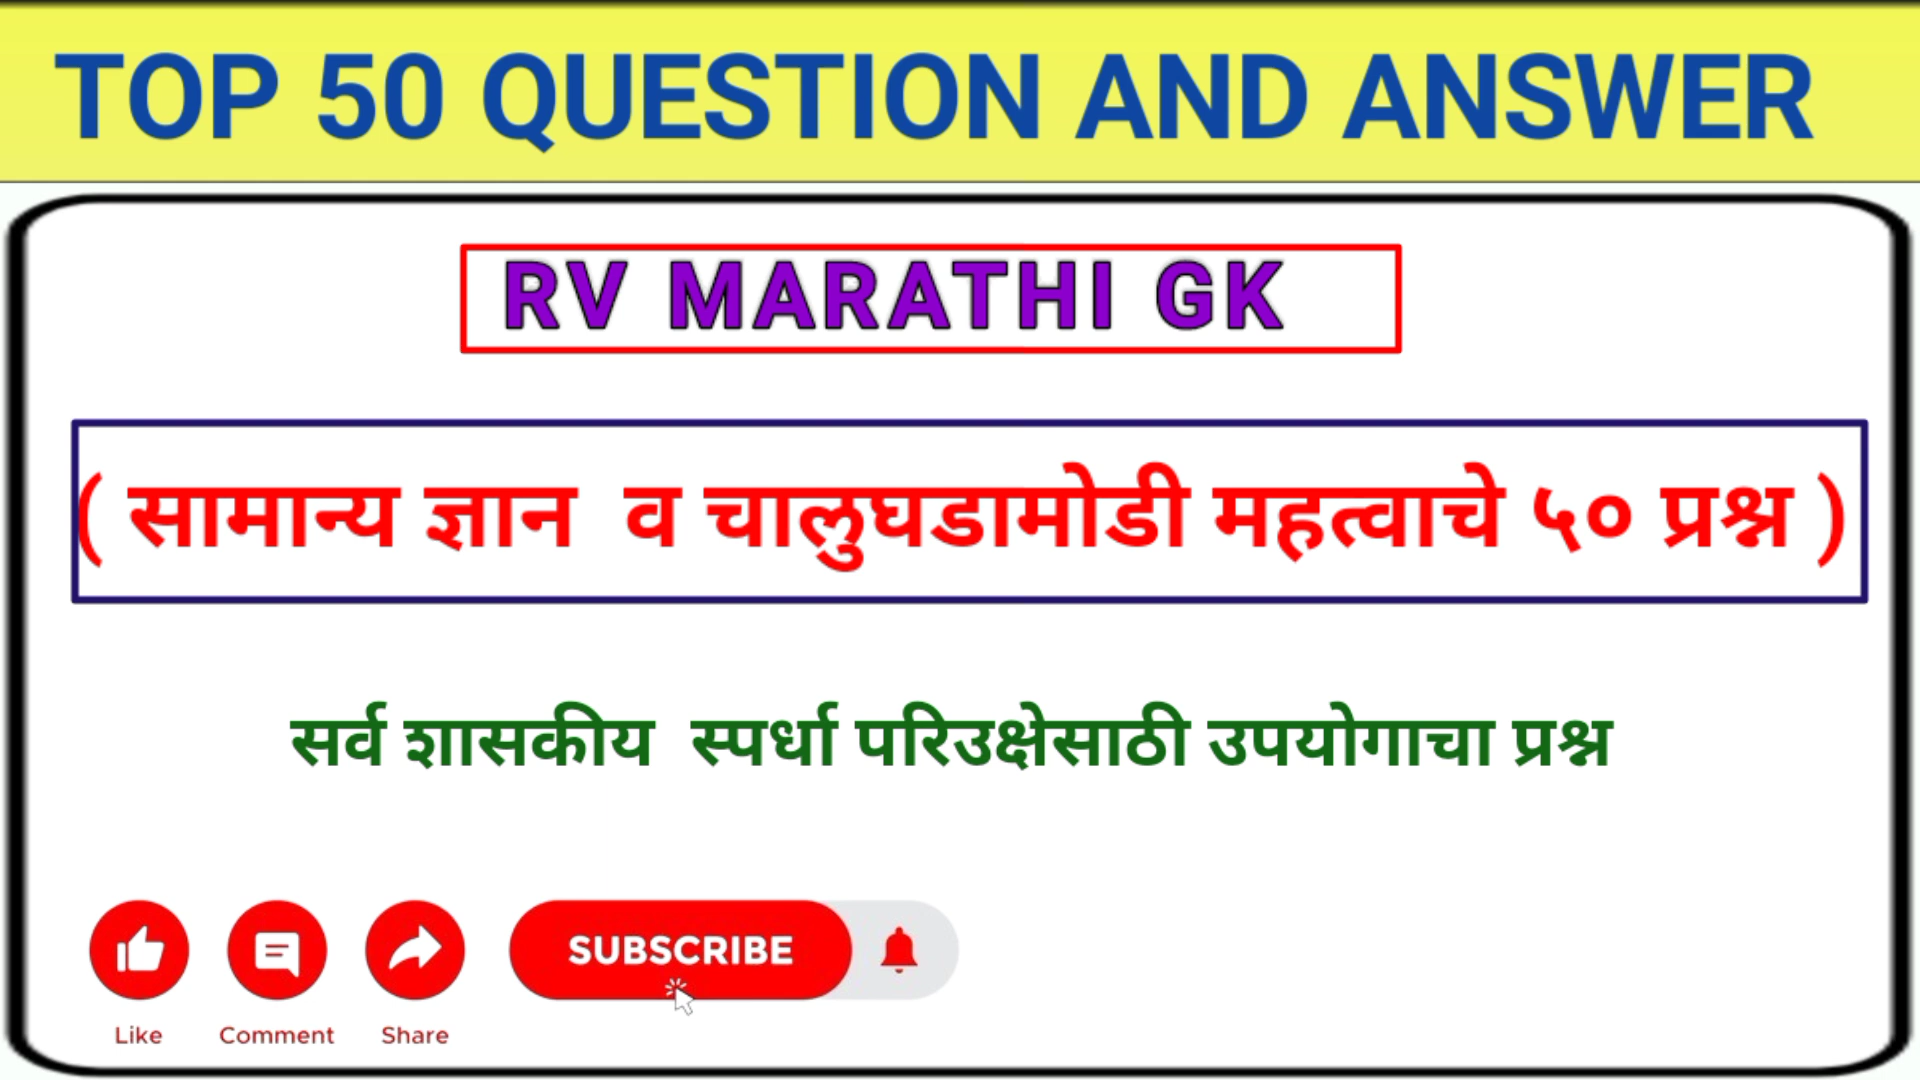 TOP 50 QUESTION AND ANSWER
RV MARATHI GK
( सामान्य ज्ञान व चालुघडामोडी महत्वाचे ५० प्रश्न )
सर्व शासकीय स्पर्धा परिउक्षेसाठी उपयोगाचा प्रश्न
SUBSCRIBE
Like Comment Share